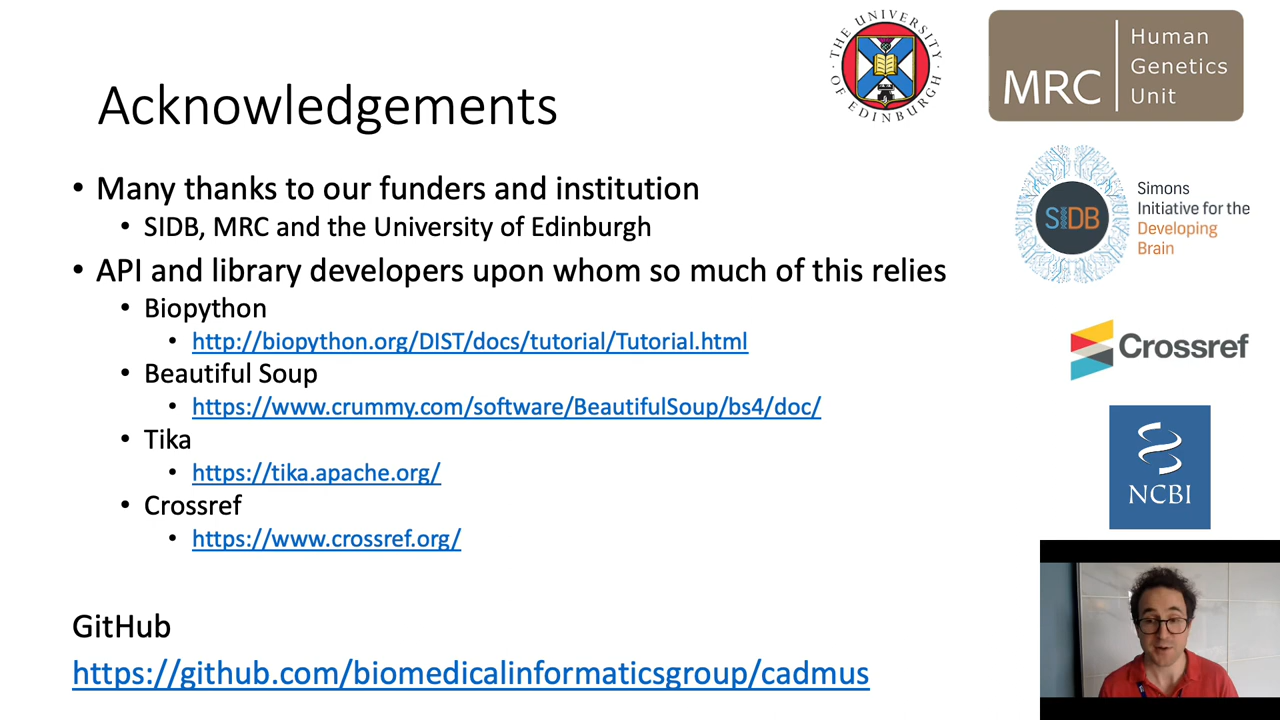 THE UNIVERSITY OF EDINBURGH
MRC
Human
Genetics
Unit
Acknowledgements
• Many thanks to our funders and institution
• SIDB, MRC and the University of Edinburgh
• API and library developers upon whom so much of this relies
• Biopython
• http://biopython.org/DIST/docs/tutorial/Tutorial.html
• Beautiful Soup
• https://www.crummy.com/software/BeautifulSoup/bs4/doc/
• Tika
• https://tika.apache.org/
• Crossref
• https://www.crossref.org/
SIDB
Simons
Initiative for the
Developing
Brain
Crossref
NCBI
GitHub
https://github.com/biomedicalinformaticsgroup/cadmus